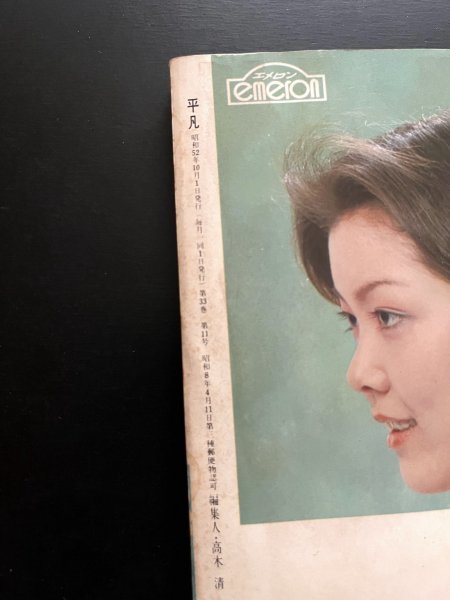 エメロン
emeron
平凡 昭和52年10月1日発行(毎月一回1日発行)第33巻 第11号 昭和8年4月11日第三種郵便物認可 編集人・高木 清